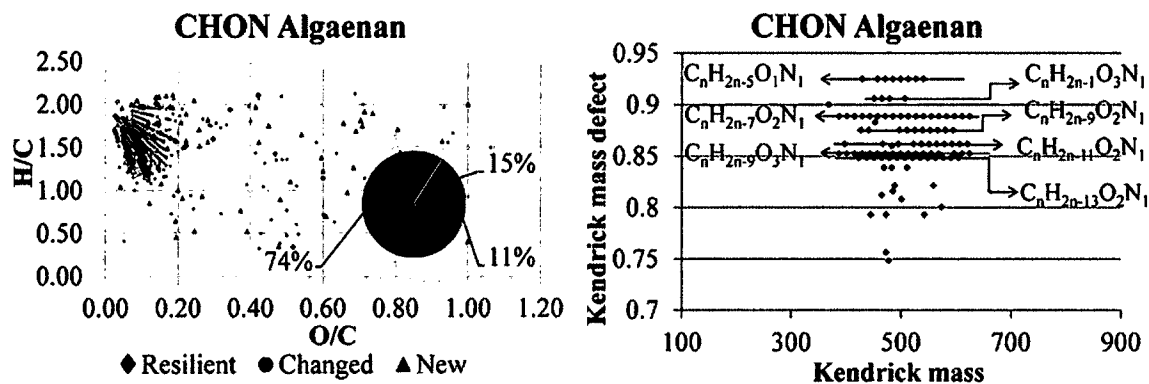 CHON Algaenan
2.50
2.00
1.50
1.00
0.50
0.00
H/C
15%
11%
74%
0.00 0.20 0.40 0.60 0.80 1.00 1.20
O/C
◆ Resilient ● Changed ▲ New
CHON Algaenan
0.95
0.9
0.85
0.8
0.75
0.7
Kendrick mass defect
CnH2n-5O1N1
CnH2n-1O3N1
CnH2n-7O2N1
CnH2n-9O2N1
CnH2n-9O3N1
CnH2n-11O2N1
CnH2n-13O2N1
100 300 500 700 900
Kendrick mass